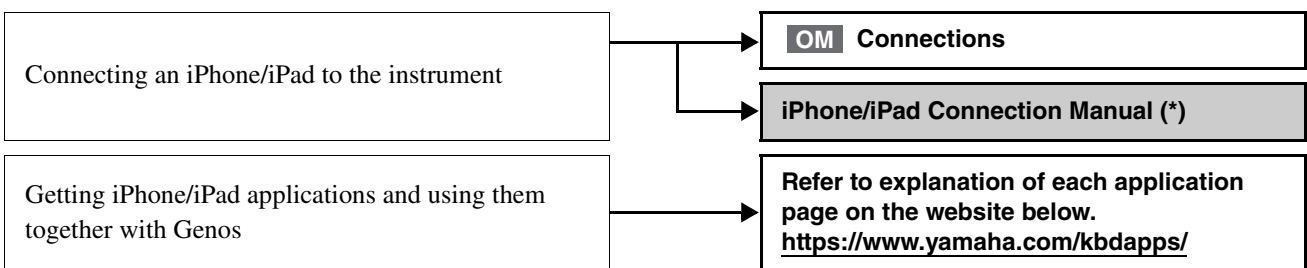 Connecting an iPhone/iPad to the instrument
OM Connections
iPhone/iPad Connection Manual (*)
Getting iPhone/iPad applications and using them
together with Genos
Refer to explanation of each application
page on the website below.
https://www.yamaha.com/kbdapps/